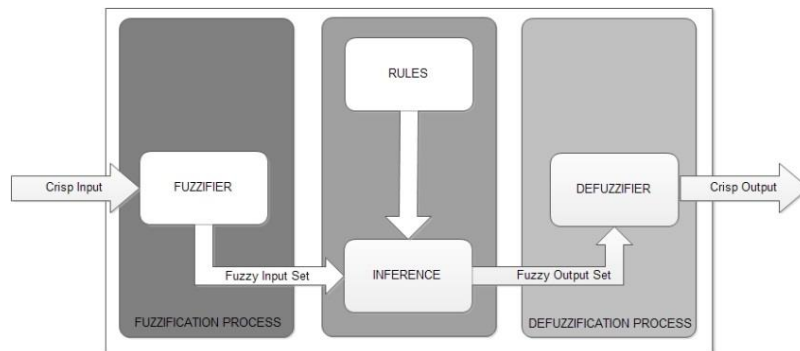 RULES
Crisp Input
FUZZIFIER
DEFUZZIFIER
Crisp Output
Fuzzy Input Set
INFERENCE
Fuzzy Output Set
FUZZIFICATION PROCESS
DEFUZZIFICATION PROCESS